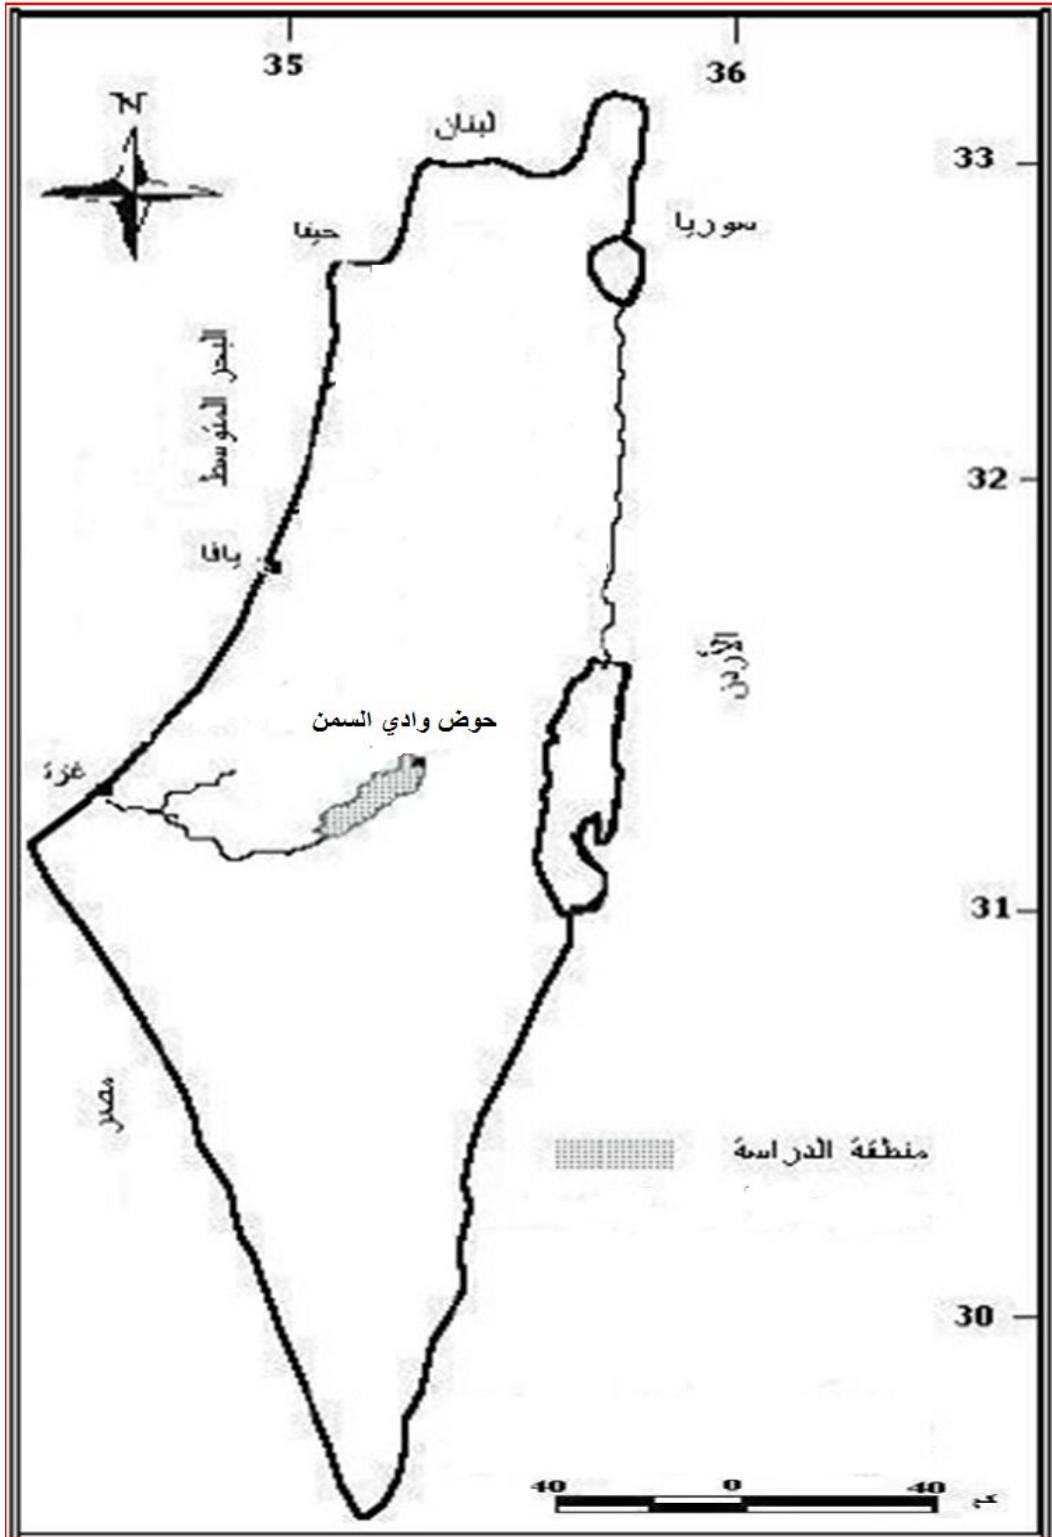 35
36
N
لبنان
33
سوريا
حيفا
البحر المتوسط
32
يافا
الأردن
حوض وادي السمن
غزة
31
مصر
منطقة الدراسة
30
40 0 40
كم